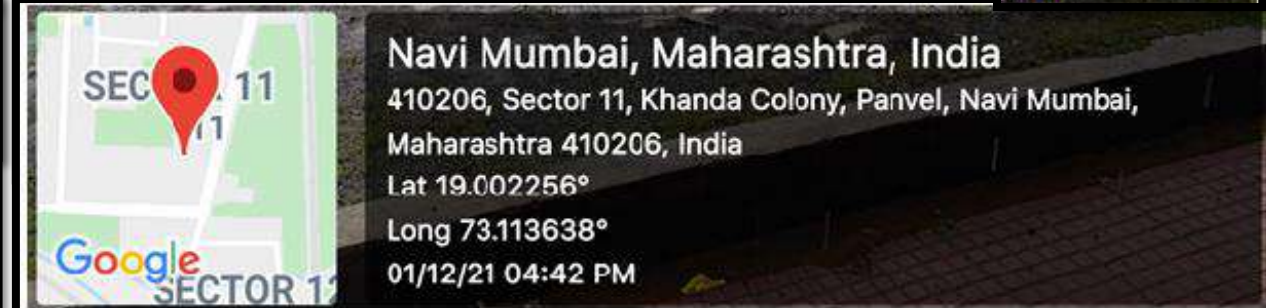 SECTOR 11
11
Google
SECTOR 12
Navi Mumbai, Maharashtra, India
410206, Sector 11, Khanda Colony, Panvel, Navi Mumbai,
Maharashtra 410206, India
Lat 19.002256°
Long 73.113638°
01/12/21 04:42 PM